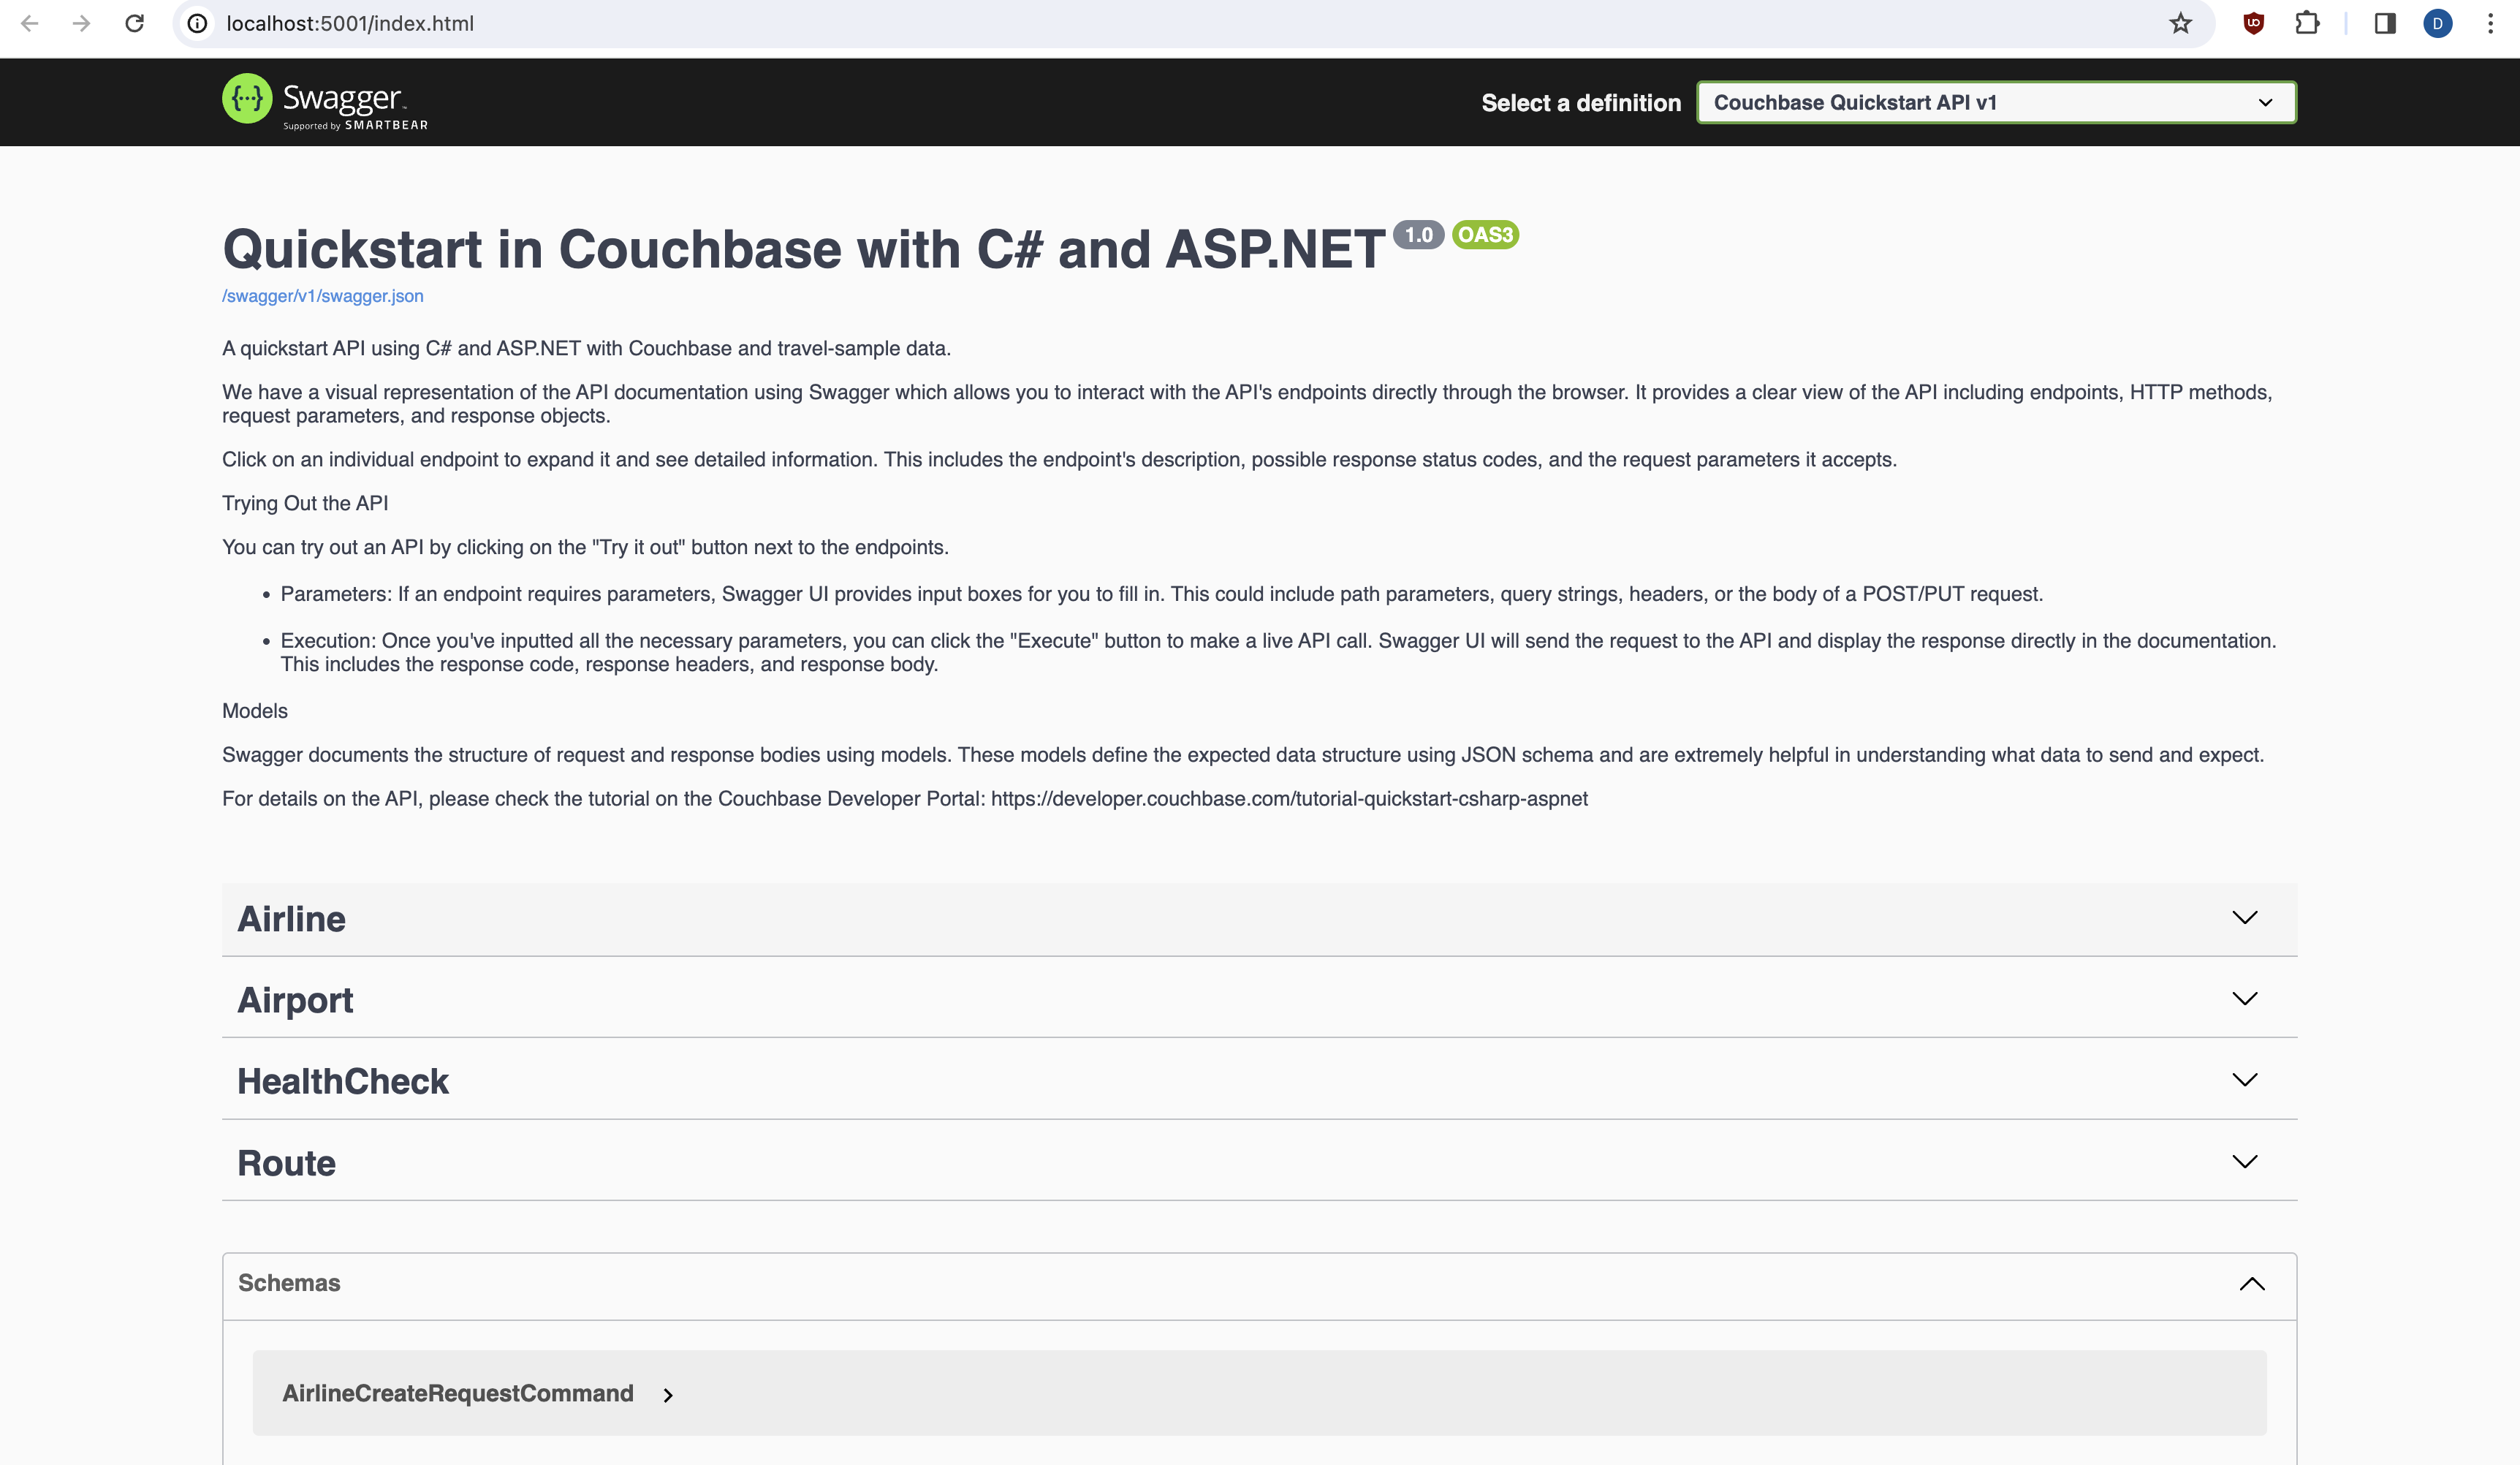 localhost:5001/index.html
D
Swagger™
Supported by SMARTBEAR
Select a definition
Couchbase Quickstart API v1
Quickstart in Couchbase with C# and ASP.NET 1.0 OAS3
/swagger/v1/swagger.json
A quickstart API using C# and ASP.NET with Couchbase and travel-sample data.
We have a visual representation of the API documentation using Swagger which allows you to interact with the API's endpoints directly through the browser. It provides a clear view of the API including endpoints, HTTP methods,
request parameters, and response objects.
Click on an individual endpoint to expand it and see detailed information. This includes the endpoint's description, possible response status codes, and the request parameters it accepts.
Trying Out the API
You can try out an API by clicking on the "Try it out" button next to the endpoints.
• Parameters: If an endpoint requires parameters, Swagger UI provides input boxes for you to fill in. This could include path parameters, query strings, headers, or the body of a POST/PUT request.
• Execution: Once you've inputted all the necessary parameters, you can click the "Execute" button to make a live API call. Swagger UI will send the request to the API and display the response directly in the documentation.
This includes the response code, response headers, and response body.
Models
Swagger documents the structure of request and response bodies using models. These models define the expected data structure using JSON schema and are extremely helpful in understanding what data to send and expect.
For details on the API, please check the tutorial on the Couchbase Developer Portal: https://developer.couchbase.com/tutorial-quickstart-csharp-aspnet
Airline
Airport
HealthCheck
Route
Schemas
AirlineCreateRequestCommand